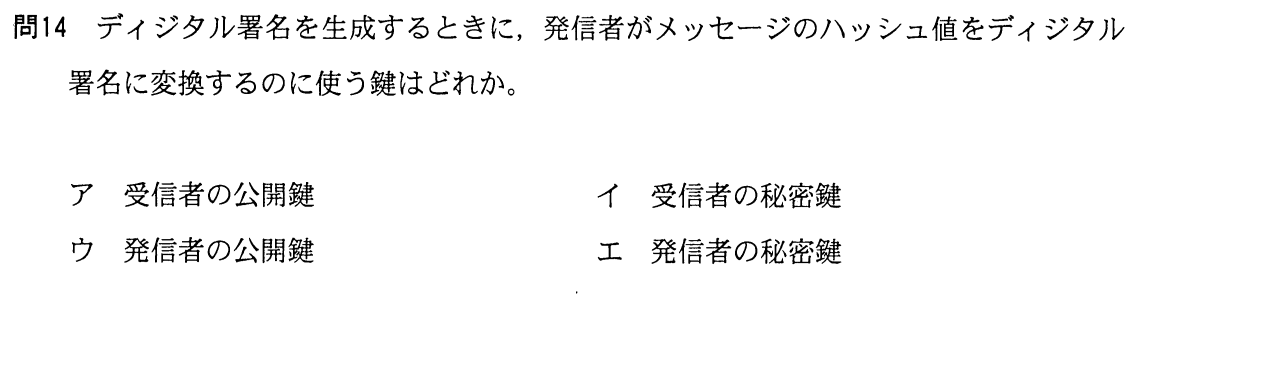 問14　ディジタル署名を生成するときに，発信者がメッセージのハッシュ値をディジタル
署名に変換するのに使う鍵はどれか。
ア　受信者の公開鍵　　イ　受信者の秘密鍵
ウ　発信者の公開鍵　　エ　発信者の秘密鍵